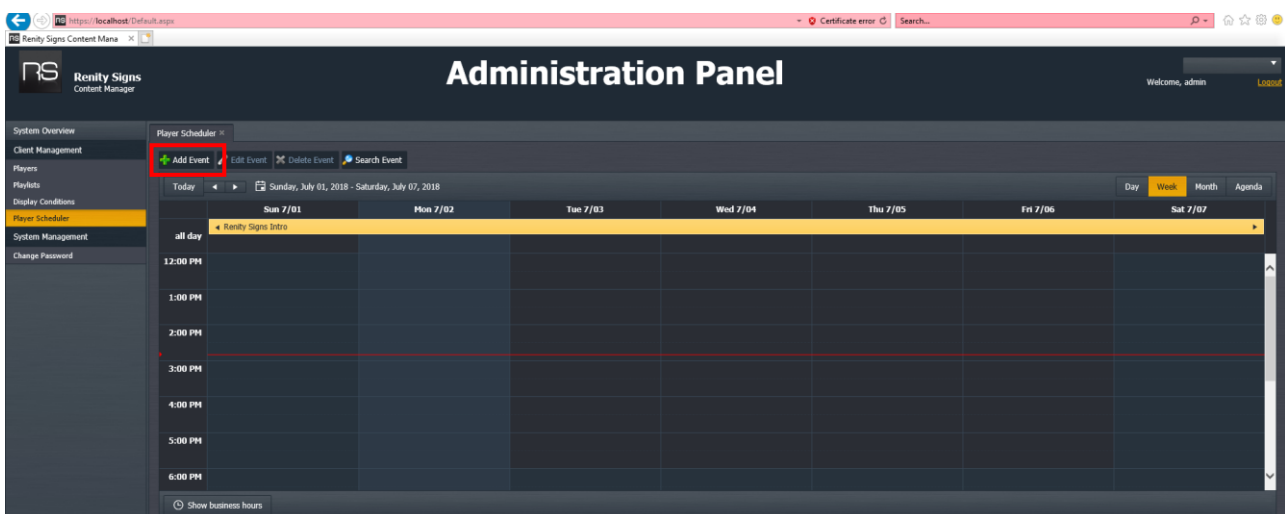 https://localhost/Default.aspx
Certificate error
Search...
Renity Signs Content Mana
RS
Renity Signs
Content Manager
Administration Panel
Welcome, admin
Logout
System Overview
Client Management
Players
Playlists
Display Conditions
Player Scheduler
System Management
Change Password
Player Scheduler
Add Event Edit Event Delete Event Search Event
Today Sunday, July 01, 2018 - Saturday, July 07, 2018 Day Week Month Agenda
Sun 7/01 Mon 7/02 Tue 7/03 Wed 7/04 Thu 7/05 Fri 7/06 Sat 7/07
all day Renity Signs Intro
12:00 PM
1:00 PM
2:00 PM
3:00 PM
4:00 PM
5:00 PM
6:00 PM
Show business hours